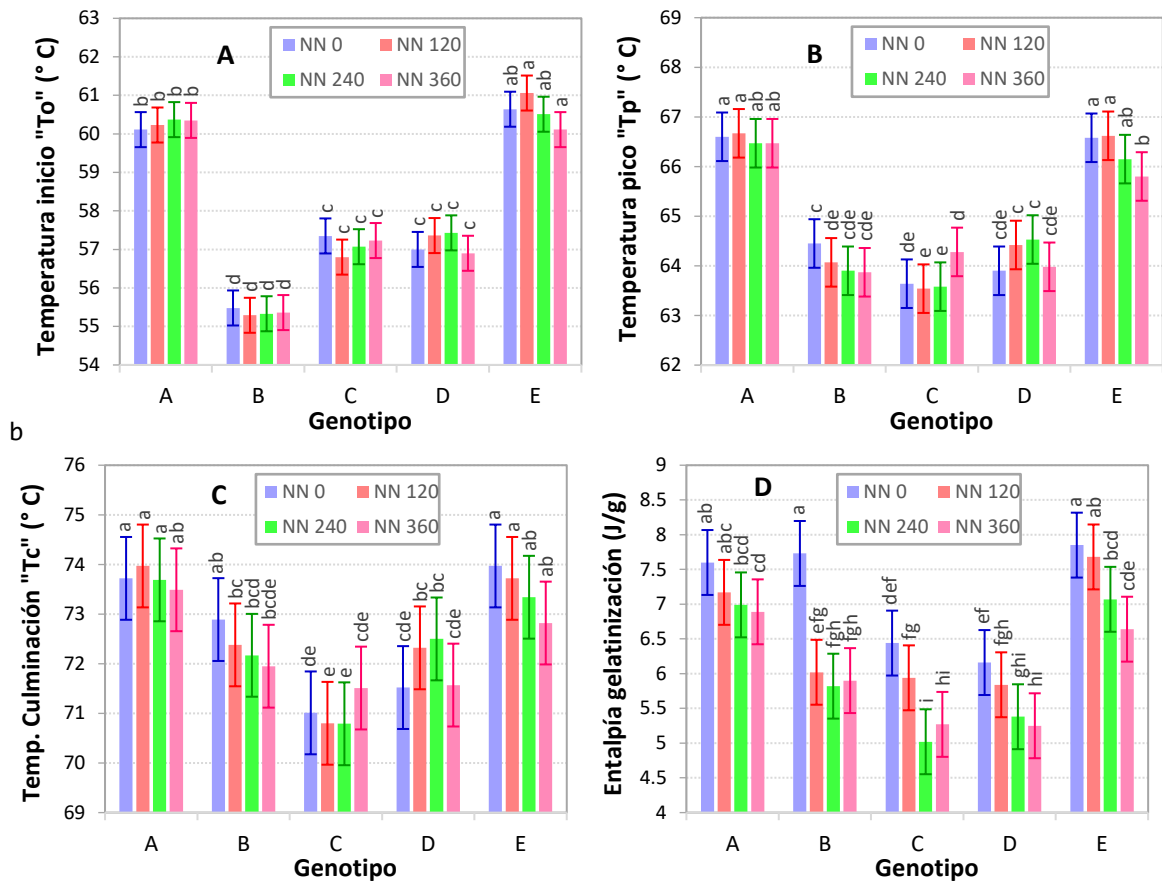 A
NN 0 NN 120
NN 240 NN 360
Temperatura inicio "To" (° C)
63
62
61
60
59
58
57
56
55
54
b b b b
d d d d
c c c c
c c c c
ab a ab a
A B C D E
Genotipo
B
NN 0 NN 120
NN 240 NN 360
Temperatura pico "Tp" (° C)
69
68
67
66
65
64
63
62
a a ab ab
c de cde cde
de e e d
cde c c cde
a a ab b
A B C D E
Genotipo
b
C
NN 0 NN 120
NN 240 NN 360
Temp. Culminación "Tc" (° C)
76
75
74
73
72
71
70
69
a a a ab
ab bc bcd bcde
de e e cde
cde bc bc cde
a a ab ab
A B C D E
Genotipo
D
NN 0 NN 120
NN 240 NN 360
Entalpía gelatinización (J/g)
9
8.5
8
7.5
7
6.5
6
5.5
5
4.5
4
ab abc bcd cd
a efg fgh fgh
def fg i hi
ef fgh ghi hi
a ab bcd cde
A B C D E
Genotipo